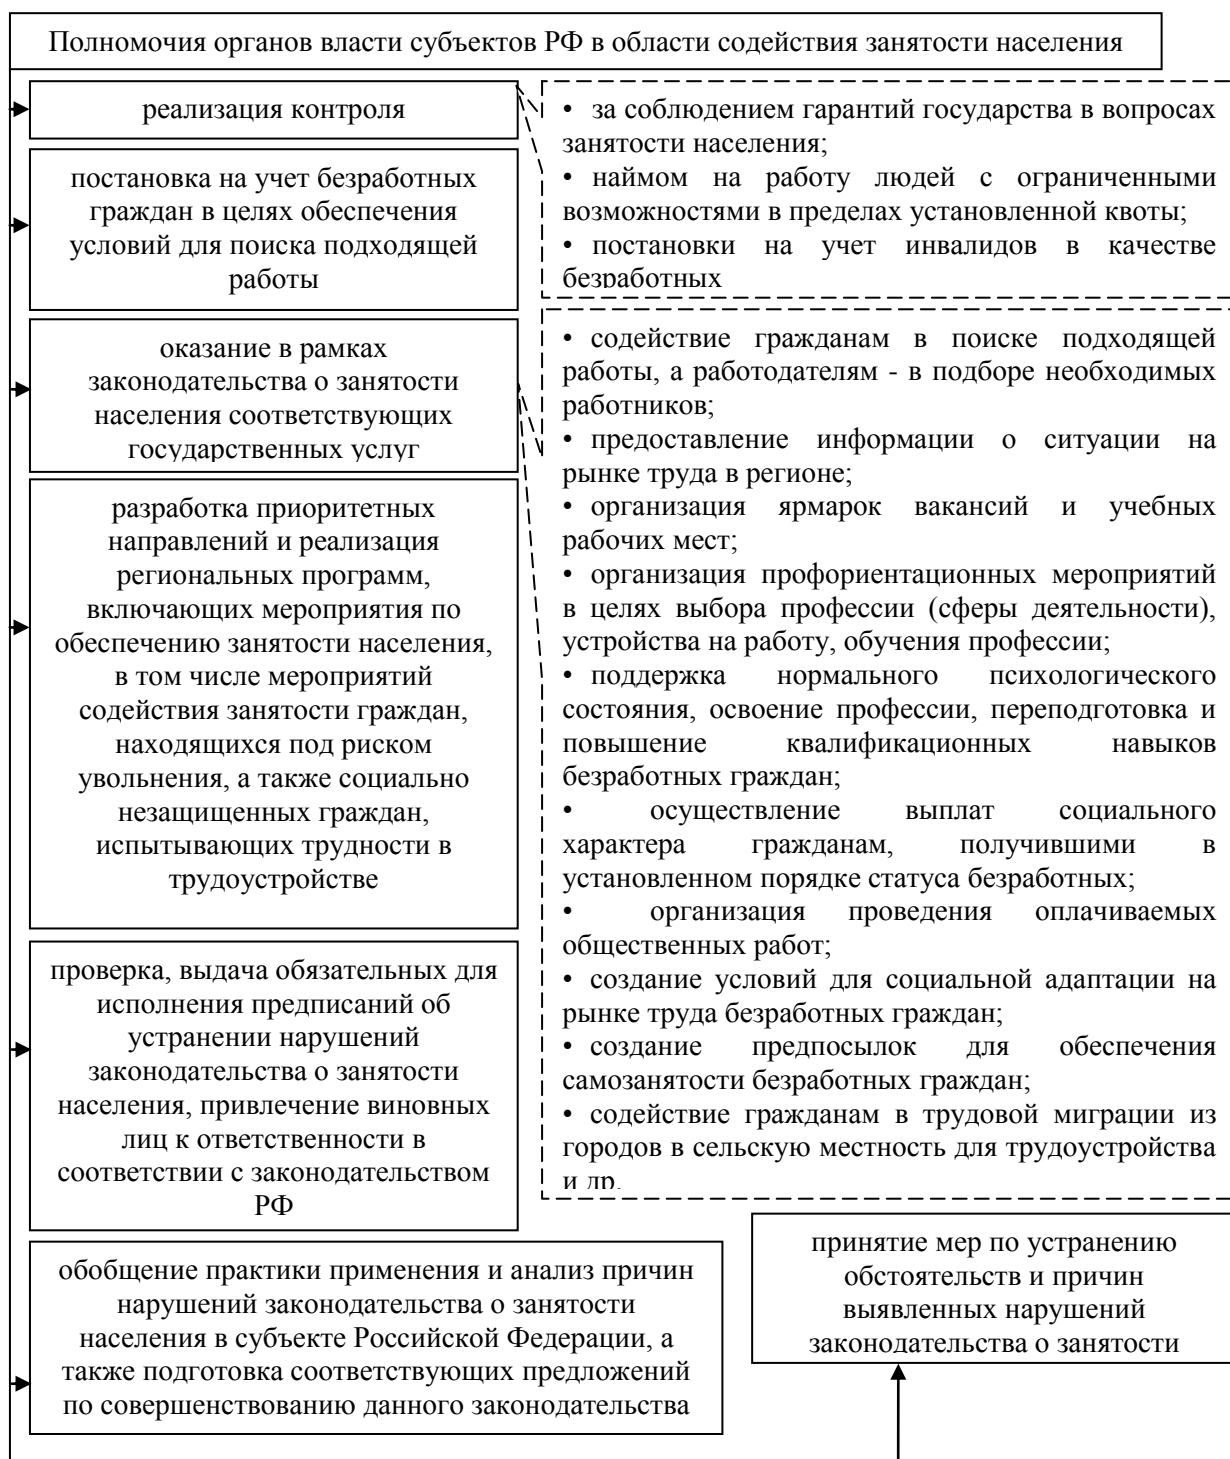 Полномочия органов власти субъектов РФ в области содействия занятости населения
реализация контроля
• за соблюдением гарантий государства в вопросах
занятости населения;
• наймом на работу людей с ограниченными
возможностями в пределах установленной квоты;
• постановки на учет инвалидов в качестве
безработных
постановка на учет безработных
граждан в целях обеспечения
условий для поиска подходящей
работы
оказание в рамках
законодательства о занятости
населения соответствующих
государственных услуг
• содействие гражданам в поиске подходящей
работы, а работодателям - в подборе необходимых
работников;
• предоставление информации о ситуации на
рынке труда в регионе;
• организация ярмарок вакансий и учебных
рабочих мест;
• организация профориентационных мероприятий
в целях выбора профессии (сферы деятельности),
устройства на работу, обучения профессии;
• поддержка нормального психологического
состояния, освоение профессии, переподготовка и
повышение квалификационных навыков
безработных граждан;
• осуществление выплат социального
характера гражданам, получившими в
установленном порядке статуса безработных;
• организация проведения оплачиваемых
общественных работ;
• создание условий для социальной адаптации на
рынке труда безработных граждан;
• создание предпосылок для обеспечения
самозанятости безработных граждан;
• содействие гражданам в трудовой миграции из
городов в сельскую местность для трудоустройства
и др.
разработка приоритетных
направлений и реализация
региональных программ,
включающих мероприятия по
обеспечению занятости населения,
в том числе мероприятий
содействия занятости граждан,
находящихся под риском
увольнения, а также социально
незащищенных граждан,
испытывающих трудности в
трудоустройстве
проверка, выдача обязательных для
исполнения предписаний об
устранении нарушений
законодательства о занятости
населения, привлечение виновных
лиц к ответственности в
соответствии с законодательством
РФ
обобщение практики применения и анализ причин
нарушений законодательства о занятости
населения в субъекте Российской Федерации, а
также подготовка соответствующих предложений
по совершенствованию данного законодательства
принятие мер по устранению
обстоятельств и причин
выявленных нарушений
законодательства о занятости